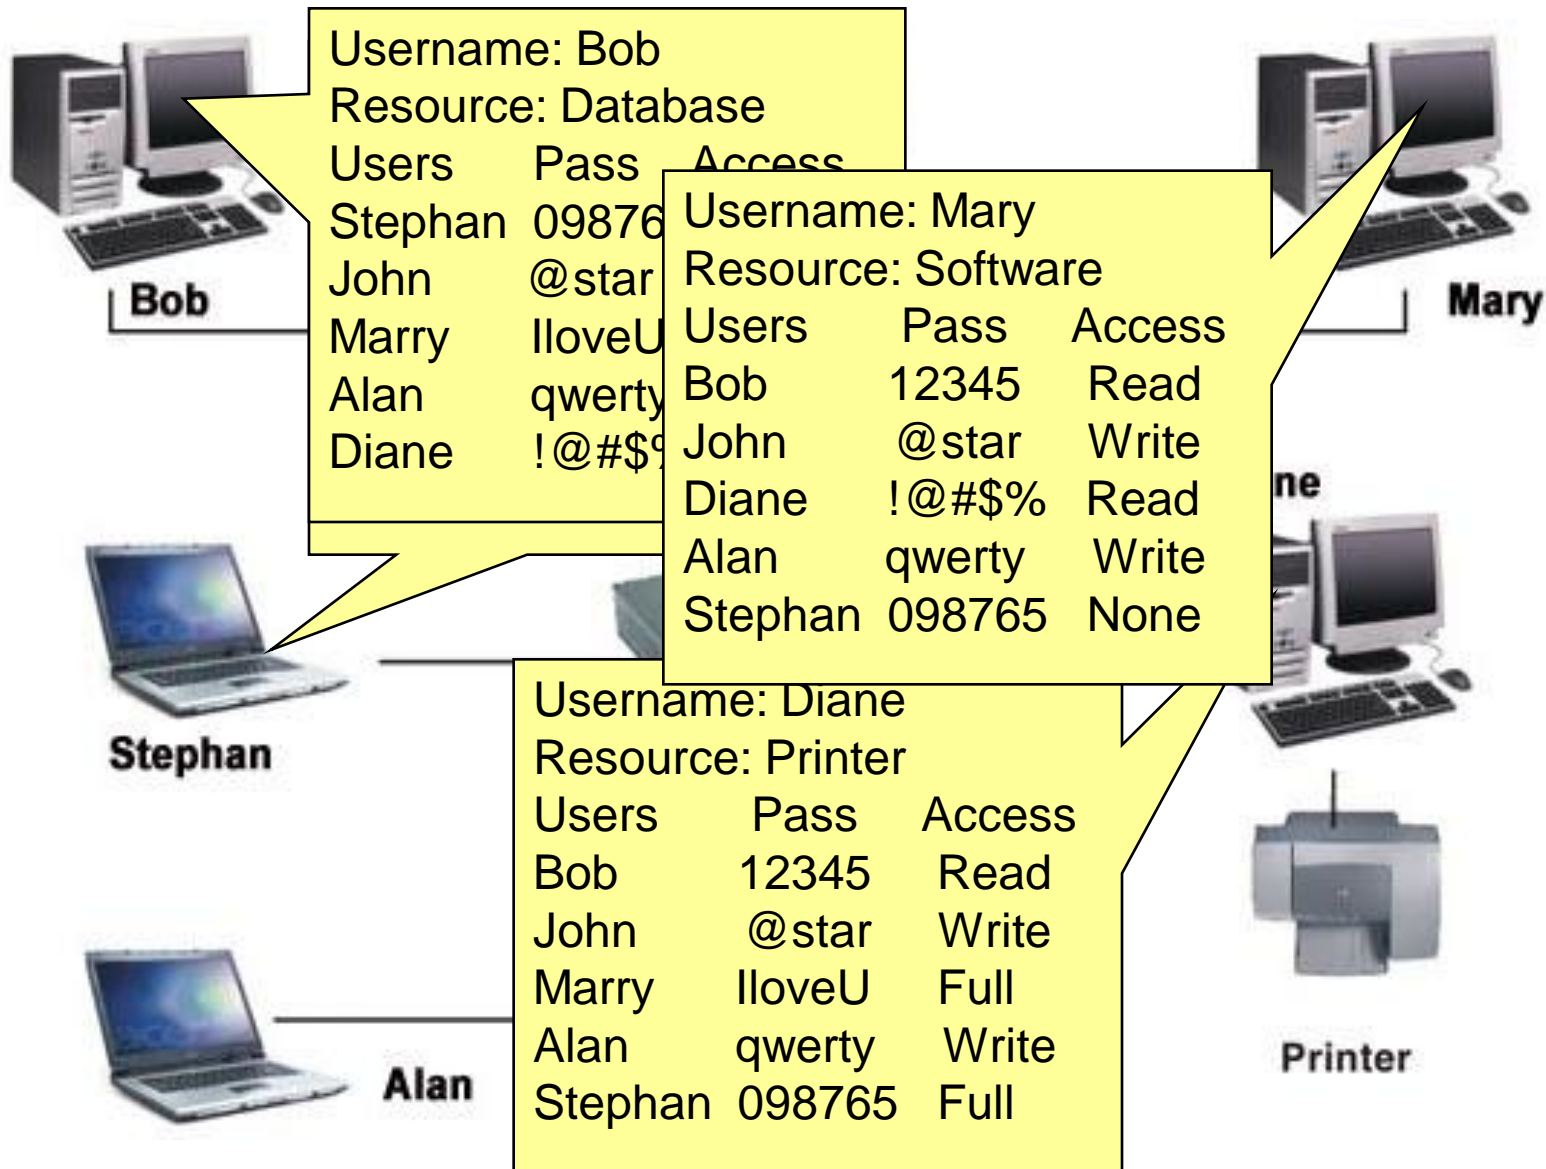 Username: Bob
Resource: Database
Users Pass Access
Stephan
John @star
Marry IloveU
Alan qwerty
Diane
Bob
Username: Mary
Resource: Software
Users Pass Access
Bob 12345 Read
John @star Write
Diane !@#$% Read
Alan qwerty Write
Stephan 098765 None
Mary
Stephan
Username: Diane
Resource: Printer
Users Pass Access
Bob 12345 Read
John @star Write
Marry IloveU Full
Alan qwerty Write
Stephan 098765 Full
Alan
Printer